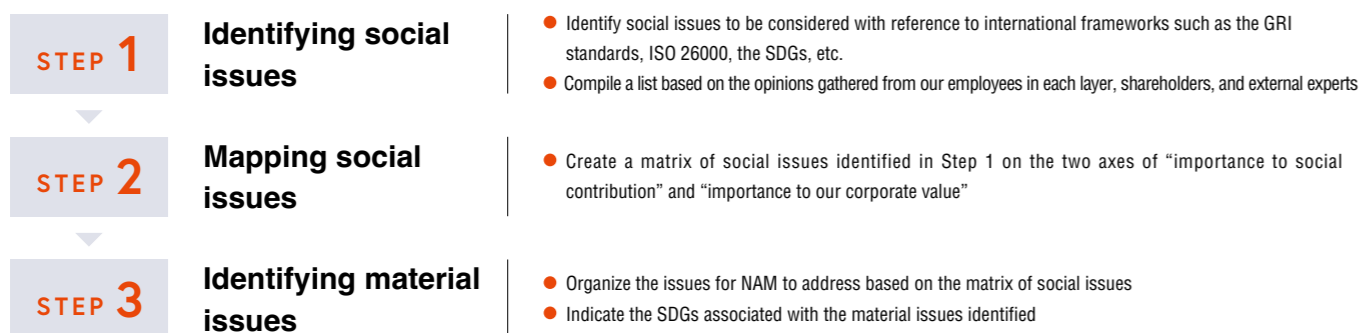 STEP 1
Identifying social
issues
● Identify social issues to be considered with reference to international frameworks such as the GRI
standards, ISO 26000, the SDGs, etc.
● Compile a list based on the opinions gathered from our employees in each layer, shareholders, and external experts
STEP 2
Mapping social
issues
● Create a matrix of social issues identified in Step 1 on the two axes of “importance to social
contribution” and “importance to our corporate value”
STEP 3
Identifying material
issues
● Organize the issues for NAM to address based on the matrix of social issues
● Indicate the SDGs associated with the material issues identified